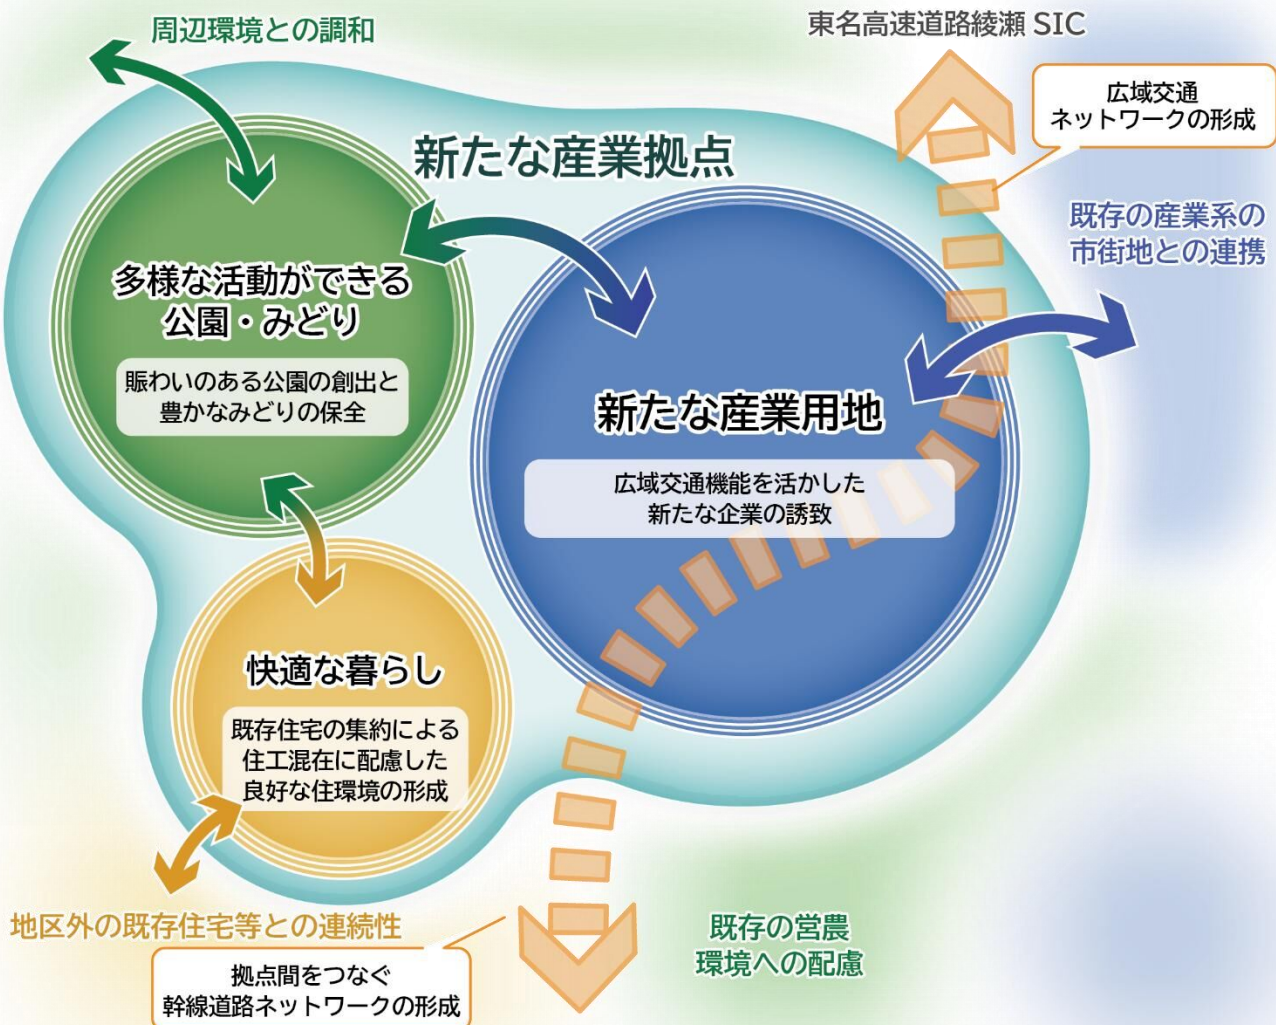 周辺環境との調和
東名高速道路綾瀬 SIC
広域交通
ネットワークの形成
新たな産業拠点
既存の産業系の
市街地との連携
多様な活動ができる
公園・みどり
賑わいのある公園の創出と
豊かなみどりの保全
新たな産業用地
広域交通機能を活かした
新たな企業の誘致
快適な暮らし
既存住宅の集約による
住工混在に配慮した
良好な住環境の形成
地区外の既存住宅等との連続性
拠点間をつなぐ
幹線道路ネットワークの形成
既存の営農
環境への配慮